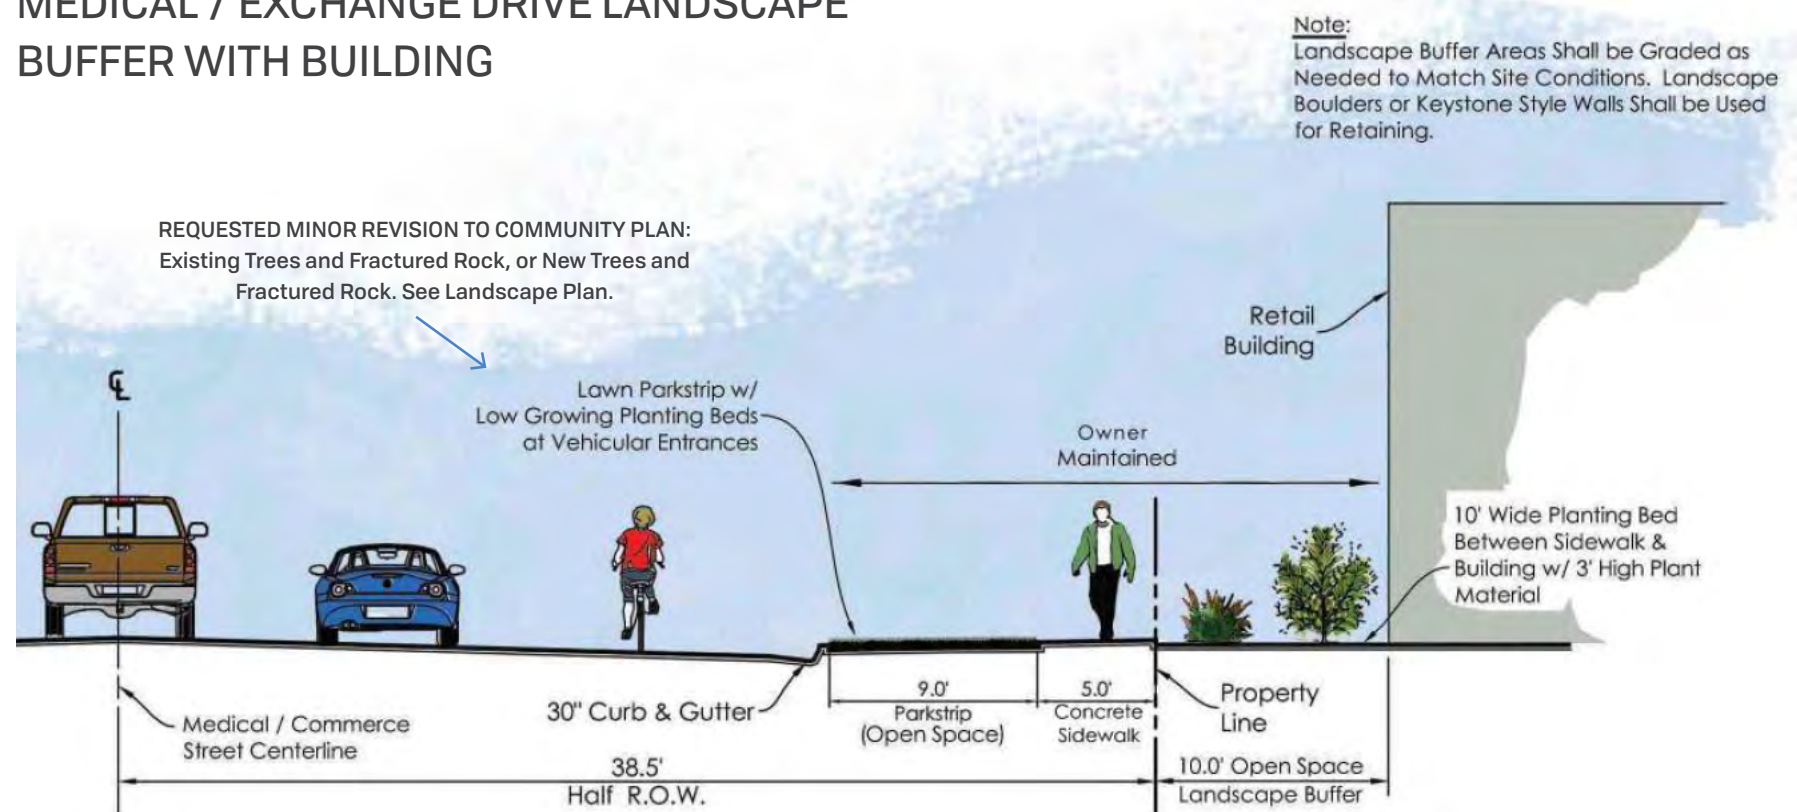 MEDICAL / EXCHANGE DRIVE LANDSCAPE
BUFFER WITH BUILDING
Note:
Landscape Buffer Areas Shall be Graded as
Needed to Match Site Conditions. Landscape
Boulders or Keystone Style Walls Shall be Used
for Retaining.
REQUESTED MINOR REVISION TO COMMUNITY PLAN:
Existing Trees and Fractured Rock, or New Trees and
Fractured Rock. See Landscape Plan.
Retail
Building
℄
Lawn Parkstrip w/
Low Growing Planting Beds
at Vehicular Entrances
Owner
Maintained
10' Wide Planting Bed
Between Sidewalk &
Building w/ 3' High Plant
Material
Medical / Commerce
Street Centerline
30" Curb & Gutter
9.0'
Parkstrip
(Open Space)
5.0'
Concrete
Sidewalk
Property
Line
38.5'
Half R.O.W.
10.0' Open Space
Landscape Buffer